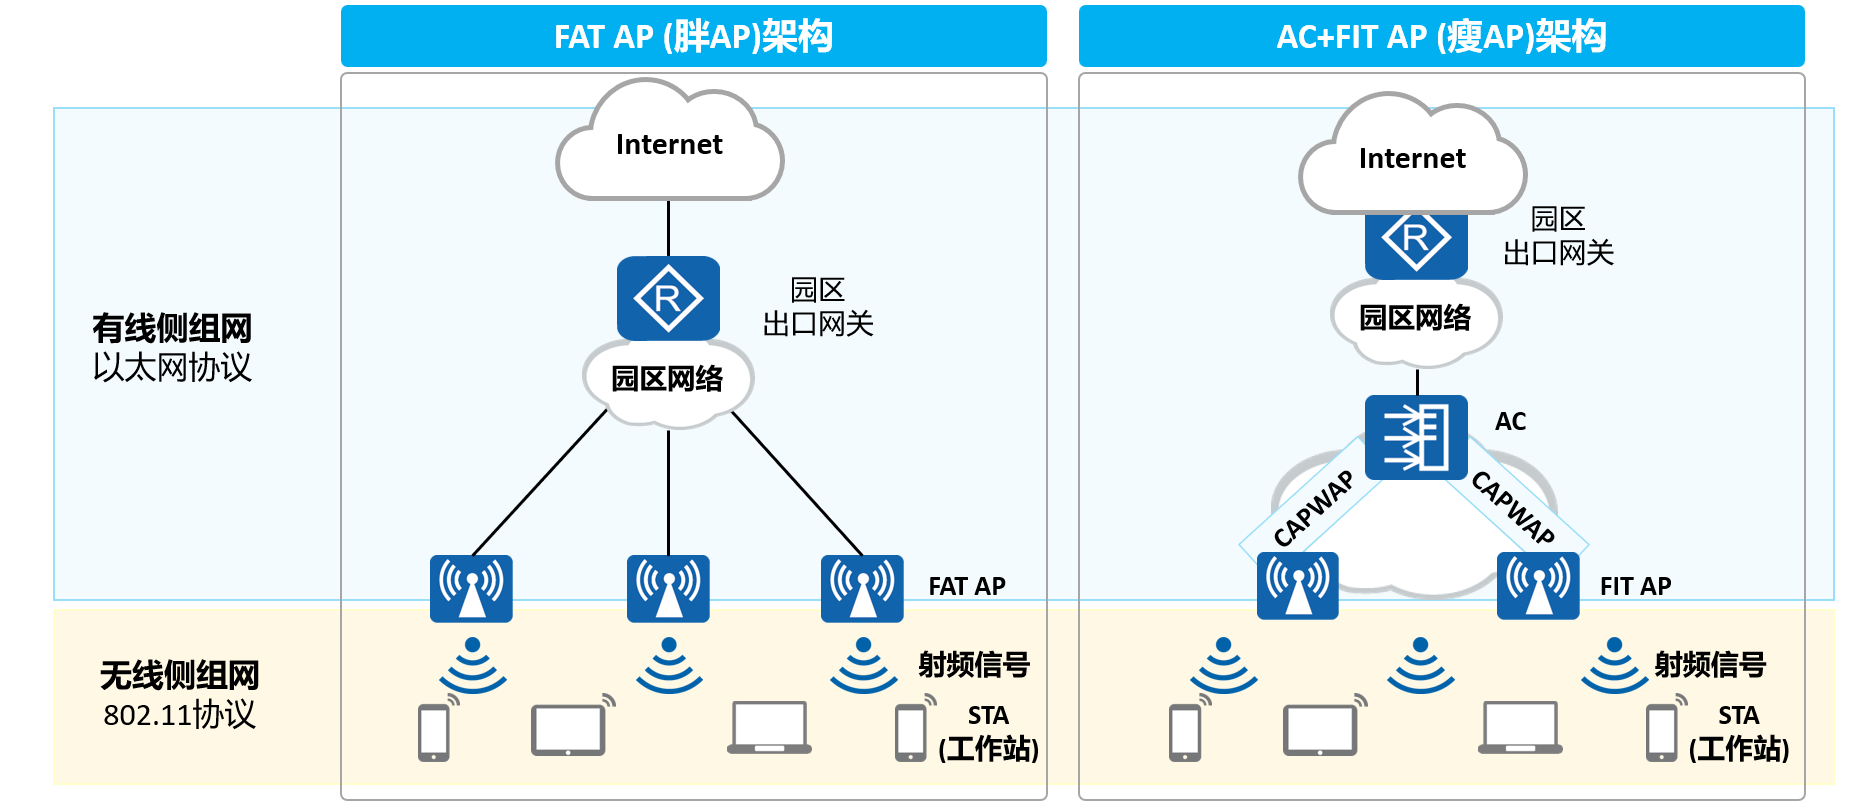 FAT AP (胖AP)架构
AC+FIT AP (瘦AP)架构
有线侧组网
以太网协议
无线侧组网
802.11协议
Internet
R
园区
出口网关
园区网络
FAT AP
射频信号
STA
(工作站)
Internet
R
园区
出口网关
园区网络
AC
CAPWAP
CAPWAP
FIT AP
射频信号
STA
(工作站)